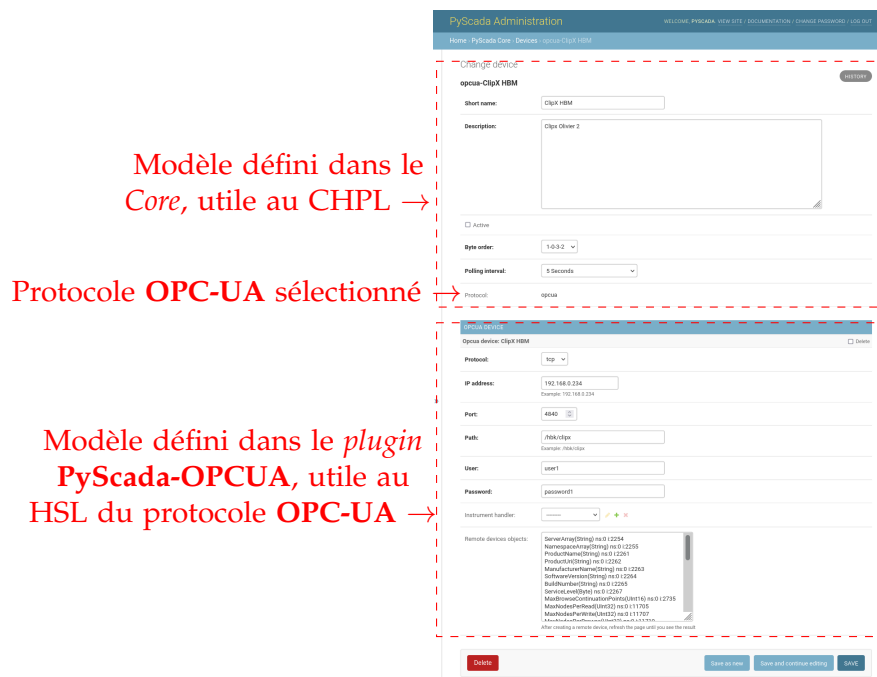 PyScada Administration
WELCOME, PYSCADA. VIEW SITE / DOCUMENTATION / CHANGE PASSWORD / LOG OUT
Home › PyScada Core › Devices › opcua-ClipX HBM
Change device
HISTORY
opcua-ClipX HBM
Short name: ClipX HBM
Description: Clipx Olivier 2
Modèle défini dans le
Core, utile au CHPL →
Active
Byte order: 1-0-3-2
Polling interval: 5 Seconds
Protocole OPC-UA sélectionné →
Protocol: opcua
OPCUA DEVICE
Opcua device: ClipX HBM Delete
Protocol: tcp
IP address: 192.168.0.234
Example: 192.168.0.234
Port: 4840
Path: /hbk/clipx
Example: /hbk/clipx
Modèle défini dans le plugin
PyScada-OPCUA, utile au
HSL du protocole OPC-UA →
User: user1
Password: password1
Instrument handler: --------
Remote devices objects: ServerArray(String) ns:0 i:2254
NamespaceArray(String) ns:0 i:2255
ProductName(String) ns:0 i:2261
ProductUri(String) ns:0 i:2262
ManufacturerName(String) ns:0 i:2263
SoftwareVersion(String) ns:0 i:2264
BuildNumber(String) ns:0 i:2265
ServiceLevel(Byte) ns:0 i:2267
MaxBrowseContinuationPoints(UInt16) ns:0 i:2735
MaxNodesPerRead(UInt32) ns:0 i:11705
MaxNodesPerWrite(UInt32) ns:0 i:11707
After creating a remote device, refresh the page until you see the result
Delete
Save as new
Save and continue editing
SAVE